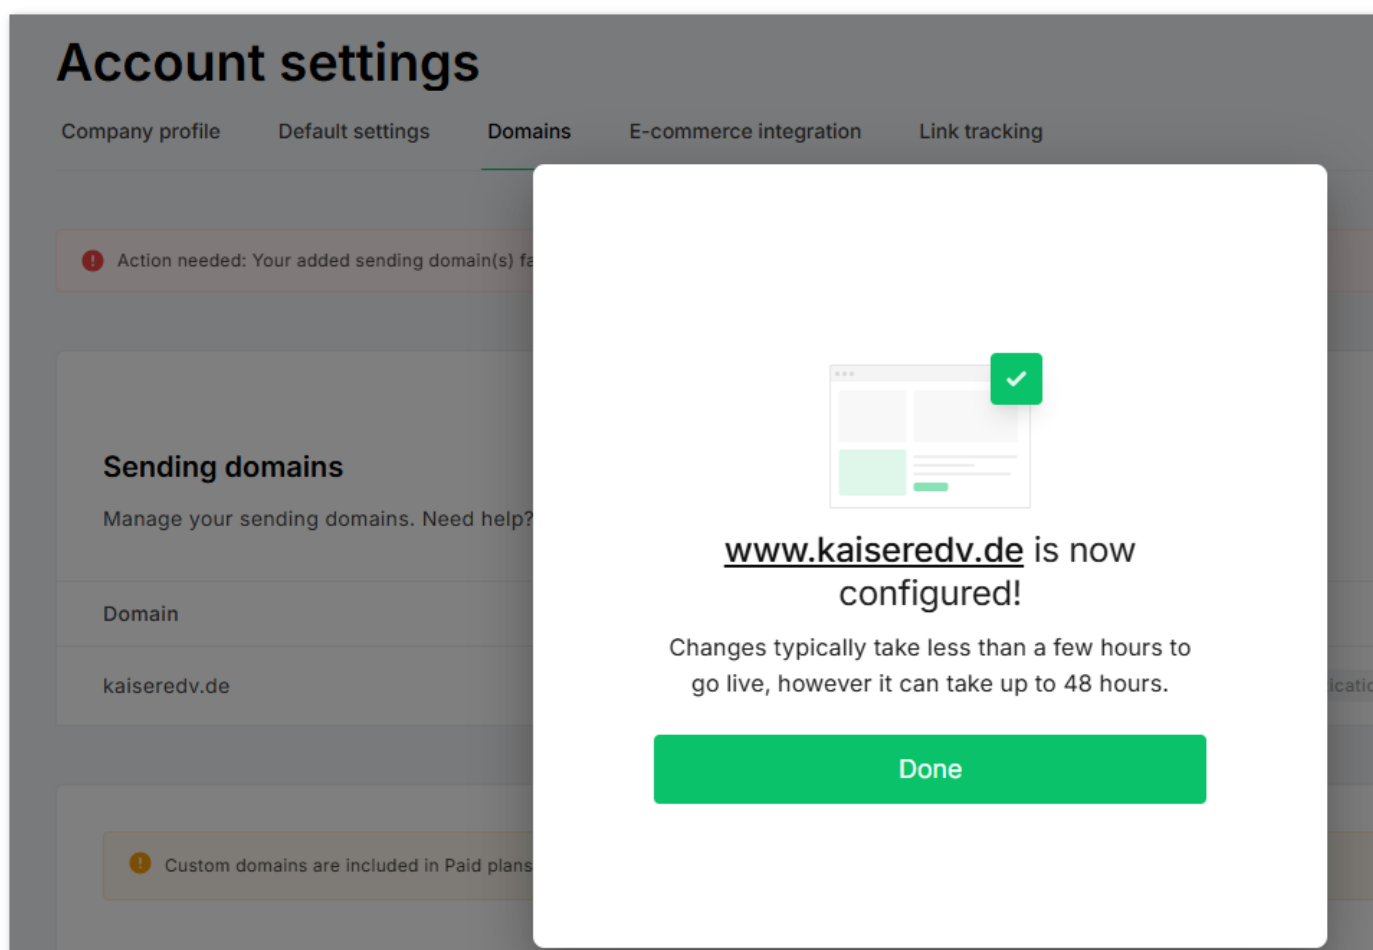 Account settings
Company profile Default settings Domains E-commerce integration Link tracking
Action needed: Your added sending domain(s)
Sending domains
Manage your sending domains. Need help?
Domain
kaiseredv.de
Custom domains are included in Paid plans
www.kaiseredv.de is now
configured!
Changes typically take less than a few hours to
go live, however it can take up to 48 hours.
Done